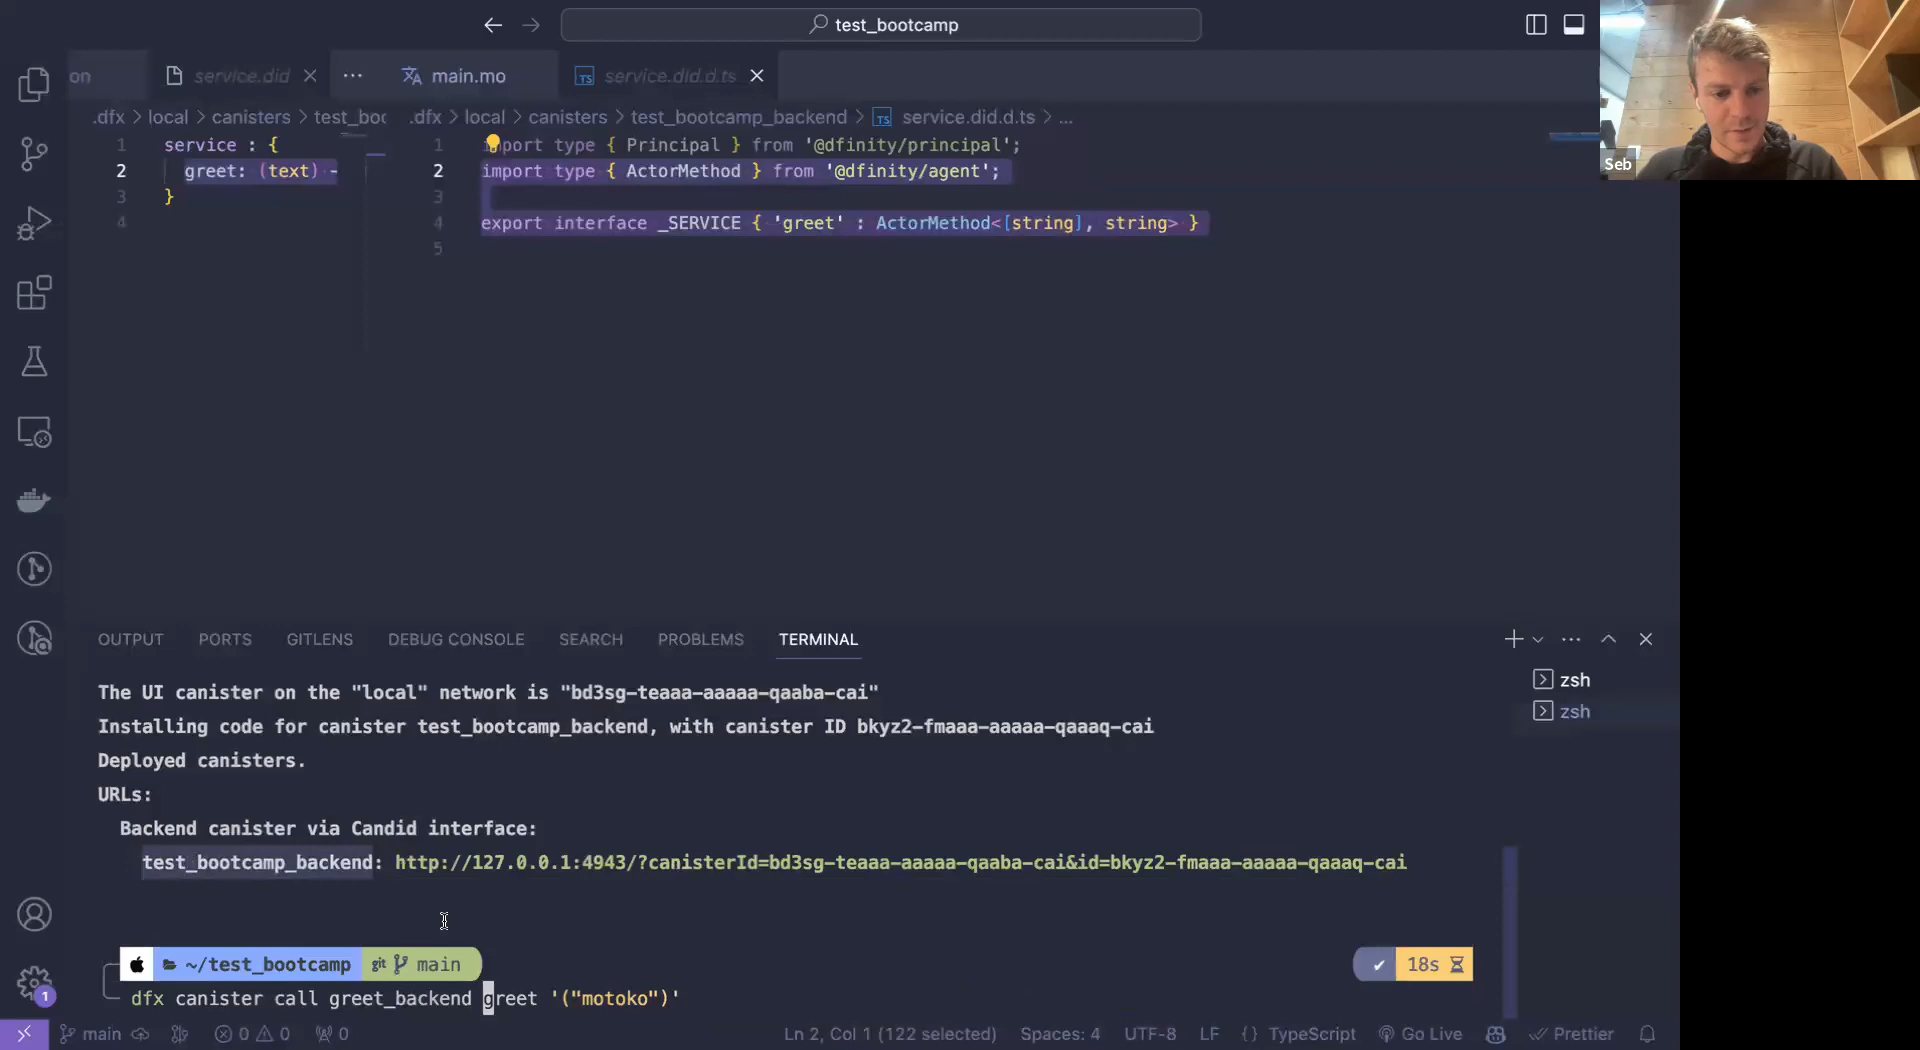 test_bootcamp
on
service.did
main.mo
service.did.d.ts
.dfx > local > canisters > test_boo
.dfx > local > canisters > test_bootcamp_backend > TS service.did.d.ts > ...
1 service : {
2 greet: (text) -
3 }
4
1 import type { Principal } from '@dfinity/principal';
2 import type { ActorMethod } from '@dfinity/agent';
3
4 export interface _SERVICE { 'greet' : ActorMethod<[string], string> }
5
Seb
OUTPUT PORTS GITLENS DEBUG CONSOLE SEARCH PROBLEMS TERMINAL
zsh
zsh
The UI canister on the "local" network is "bd3sg-teaaa-aaaaa-qaaba-cai"
Installing code for canister test_bootcamp_backend, with canister ID bkyz2-fmaaa-aaaaa-qaaaq-cai
Deployed canisters.
URLs:
Backend canister via Candid interface:
test_bootcamp_backend: http://127.0.0.1:4943/?canisterId=bd3sg-teaaa-aaaaa-qaaba-cai&id=bkyz2-fmaaa-aaaaa-qaaaq-cai
~/test_bootcamp git main
18s
dfx canister call greet_backend greet '("motoko")'
1
main 0 0 0
Ln 2, Col 1 (122 selected) Spaces: 4 UTF-8 LF {} TypeScript Go Live Prettier